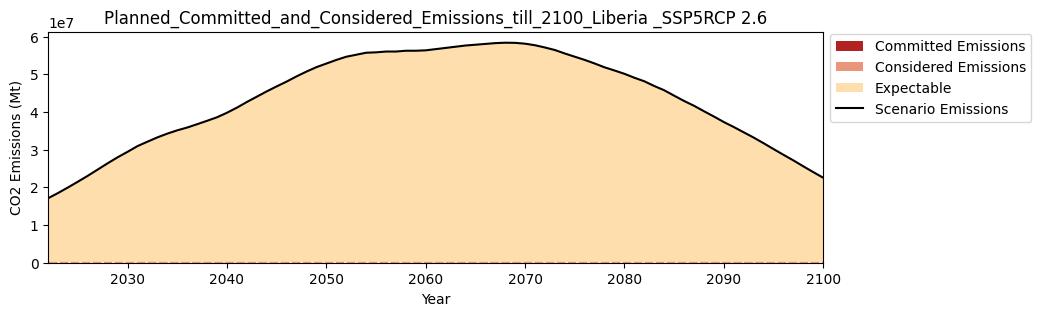 Planned_Committed_and_Considered_Emissions_till_2100_Liberia _SSP5RCP 2.6
1e7
6
5
4
3
2
1
0
CO2 Emissions (Mt)
2030 2040 2050 2060 2070 2080 2090 2100
Year
Committed Emissions
Considered Emissions
Expectable
Scenario Emissions